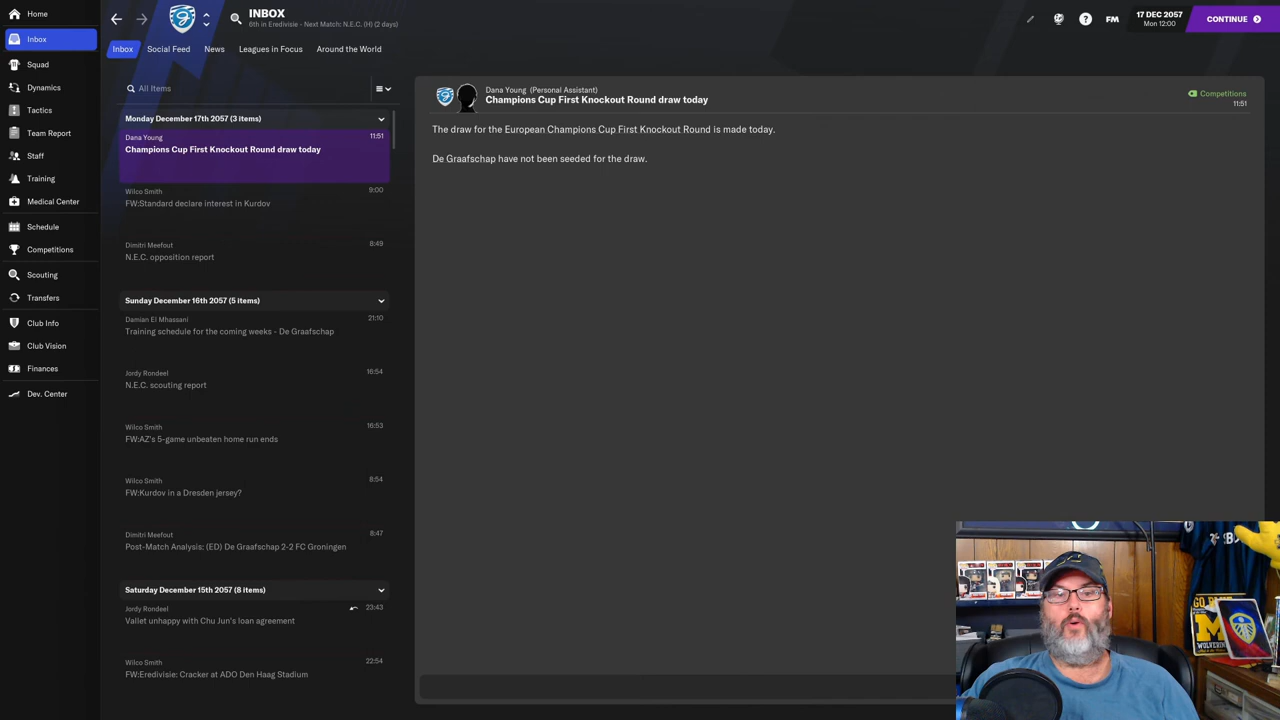 Home
Inbox
Squad
Dynamics
Tactics
Team Report
Staff
Training
Medical Center
Schedule
Competitions
Scouting
Transfers
Club Info
Club Vision
Finances
Dev. Center
INBOX
6th in Eredivisie - Next Match: N.E.C. (H) (2 days)
FM
17 DEC 2057
Mon 12:00
CONTINUE
Inbox
Social Feed
News
Leagues in Focus
Around the World
All Items
Monday December 17th 2057 (3 items)
Dana Young
11:51
Champions Cup First Knockout Round draw today
Wilco Smith
9:00
FW:Standard declare interest in Kurdov
Dimitri Meefout
8:49
N.E.C. opposition report
Sunday December 16th 2057 (5 items)
Damian El Mhassani
21:10
Training schedule for the coming weeks - De Graafschap
Jordy Rondeel
16:54
N.E.C. scouting report
Wilco Smith
16:53
FW:AZ's 5-game unbeaten home run ends
Wilco Smith
8:54
FW:Kurdov in a Dresden jersey?
Dimitri Meefout
8:47
Post-Match Analysis: (ED) De Graafschap 2-2 FC Groningen
Saturday December 15th 2057 (8 items)
Jordy Rondeel
23:43
Vallet unhappy with Chu Jun's loan agreement
Wilco Smith
22:54
FW:Eredivisie: Cracker at ADO Den Haag Stadium
Dana Young (Personal Assistant)
Champions Cup First Knockout Round draw today
Competitions
11:51
The draw for the European Champions Cup First Knockout Round is made today.
De Graafschap have not been seeded for the draw.
GO BLUE
M
WOLVERINES